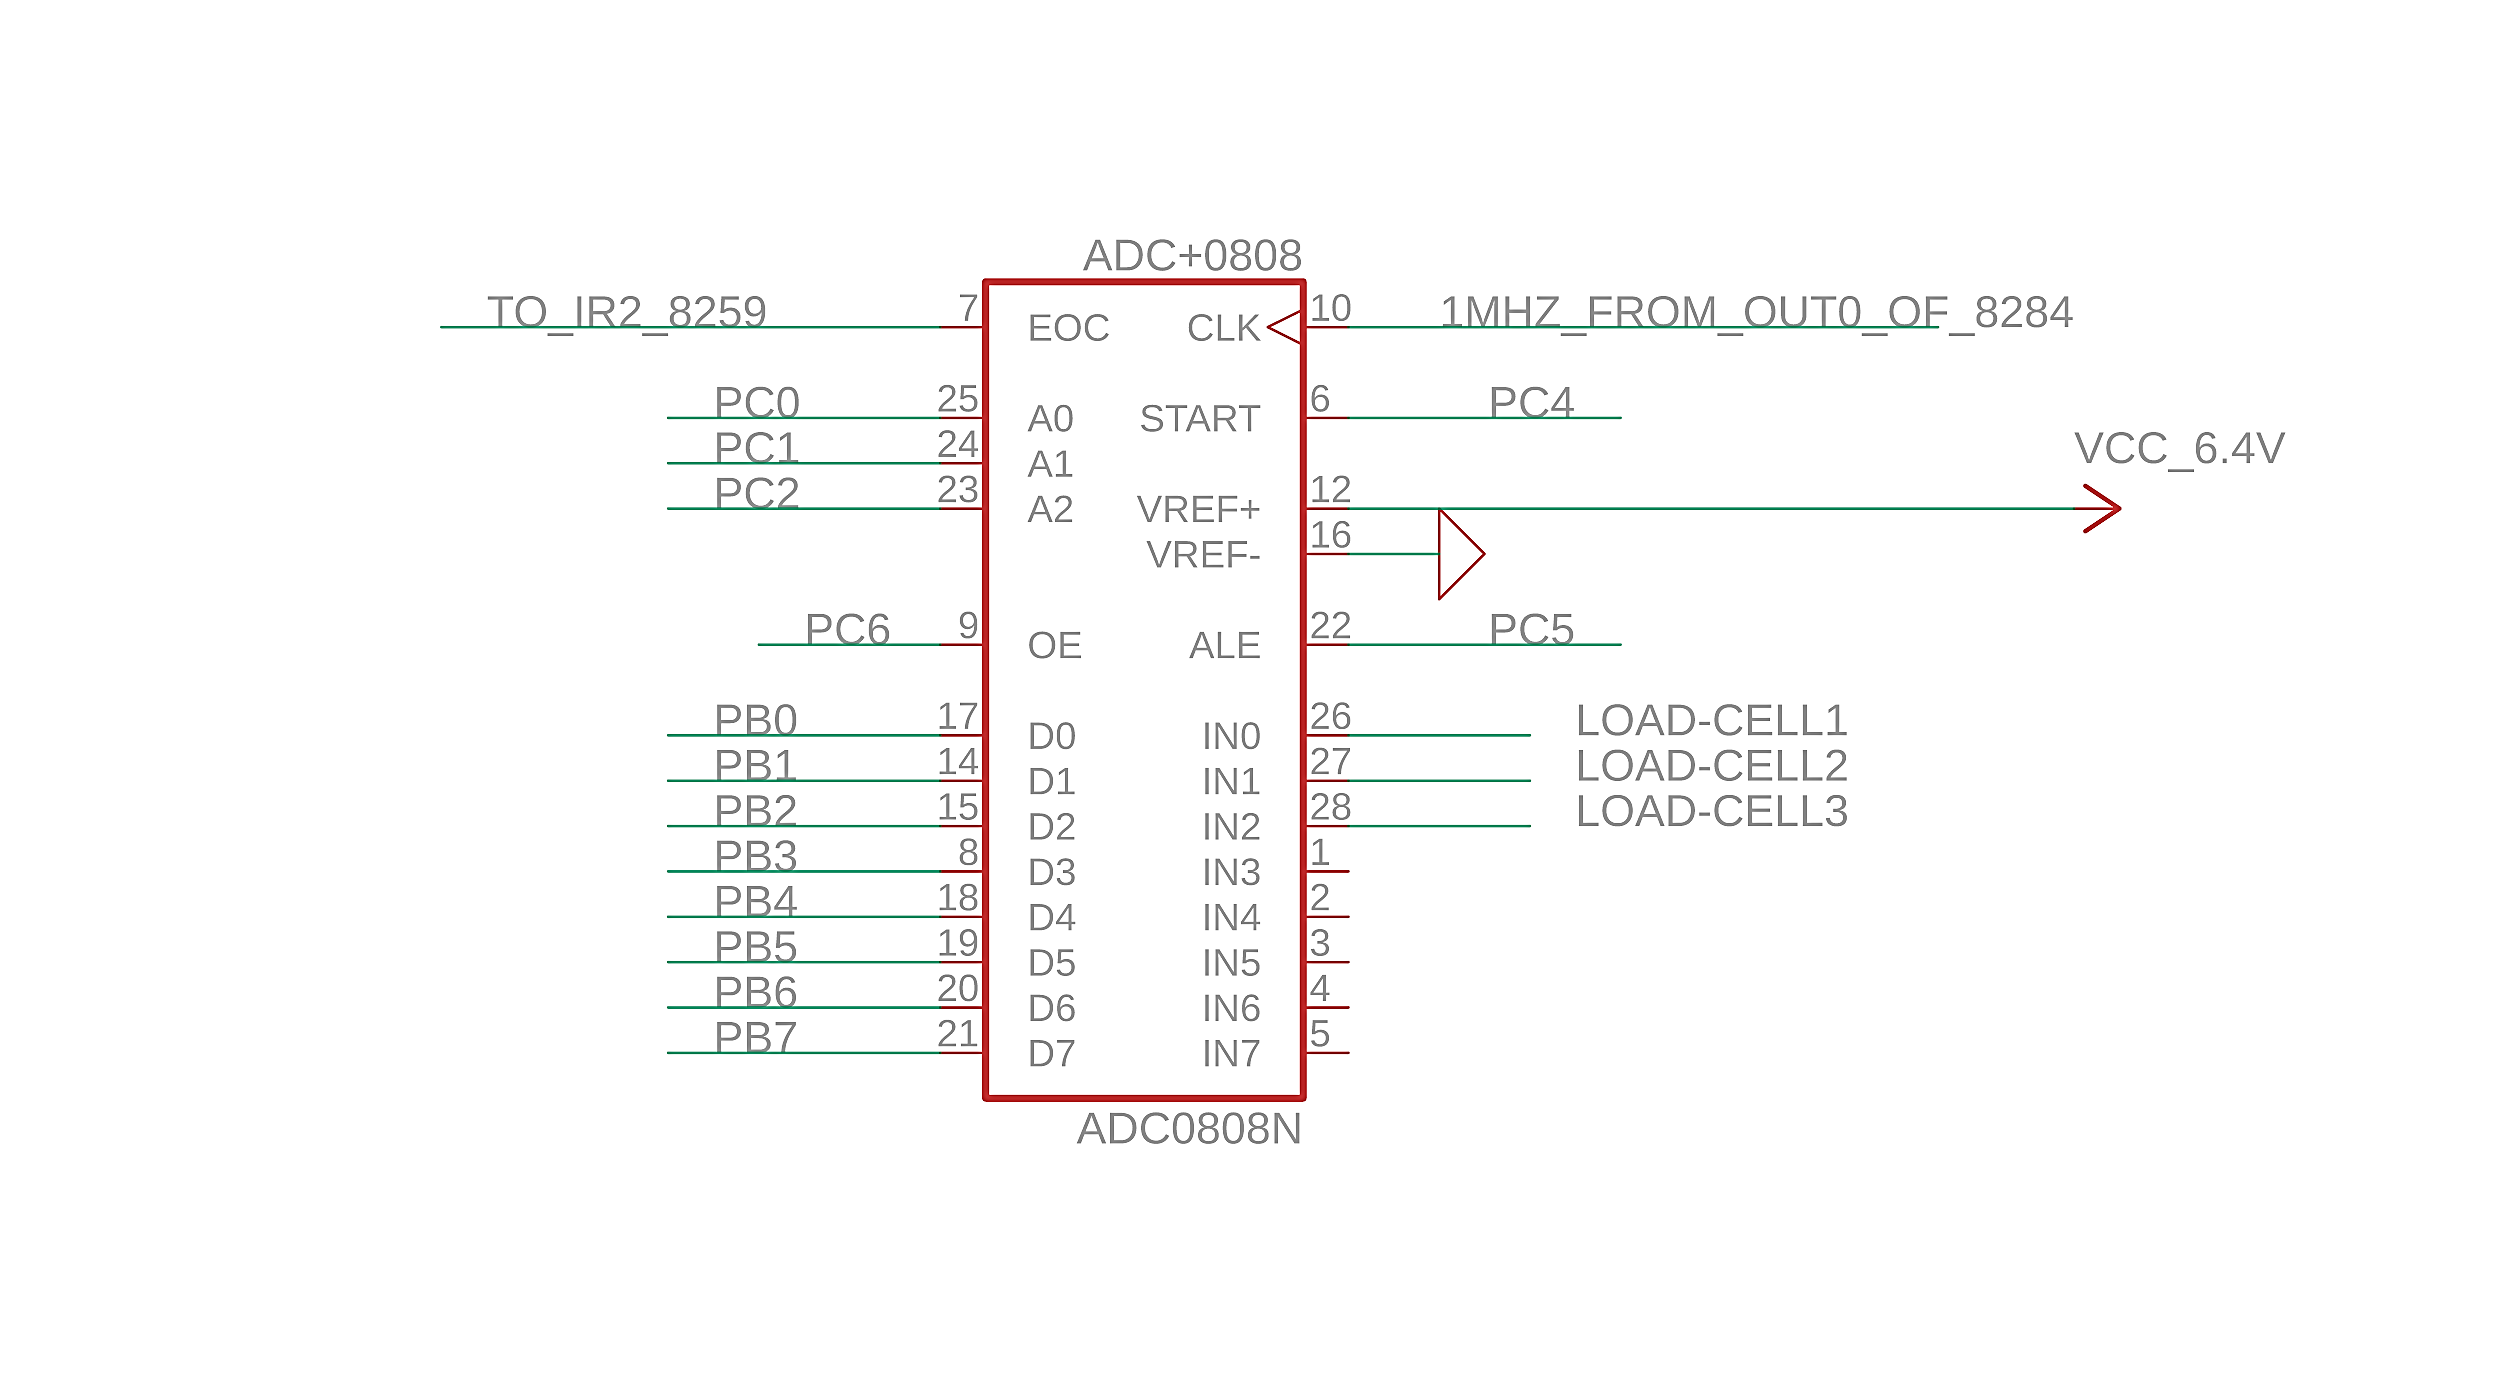 ADC+0808
TO_IR2_8259 7 EOC CLK 10 1MHZ_FROM_OUT0_OF_8284
PC0 25 A0 START 6 PC4
PC1 24 A1
VCC_6.4V
PC2 23 A2 VREF+ 12
VREF- 16
PC6 9 OE ALE 22 PC5
PB0 17 D0 IN0 26 LOAD-CELL1
PB1 14 D1 IN1 27 LOAD-CELL2
PB2 15 D2 IN2 28 LOAD-CELL3
PB3 8 D3 IN3 1
PB4 18 D4 IN4 2
PB5 19 D5 IN5 3
PB6 20 D6 IN6 4
PB7 21 D7 IN7 5
ADC0808N